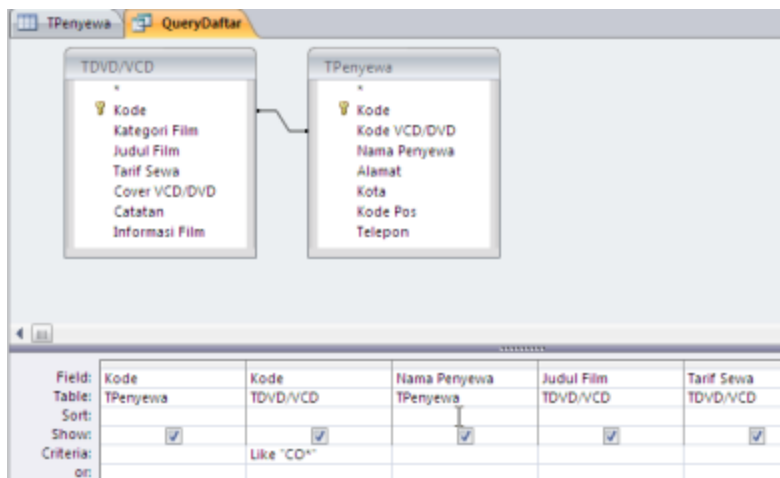 TPenyewa QueryDaftar
TDVD/VCD
*
Kode
Kategori Film
Judul Film
Tarif Sewa
Cover VCD/DVD
Catatan
Informasi Film
TPenyewa
*
Kode
Kode VCD/DVD
Nama Penyewa
Alamat
Kota
Kode Pos
Telepon
Field: Kode Kode Nama Penyewa Judul Film Tarif Sewa
Table: TPenyewa TDVD/VCD TPenyewa TDVD/VCD TDVD/VCD
Sort:
Show:
Criteria: Like "CO*"
or: